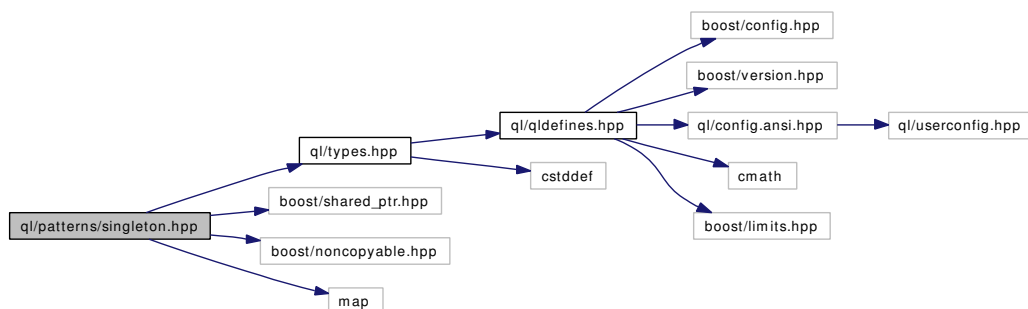 boost/config.hpp
boost/version.hpp
ql/qldefines.hpp
ql/config.ansi.hpp
ql/userconfig.hpp
ql/types.hpp
cstddef
cmath
boost/shared_ptr.hpp
ql/patterns/singleton.hpp
boost/limits.hpp
boost/noncopyable.hpp
map